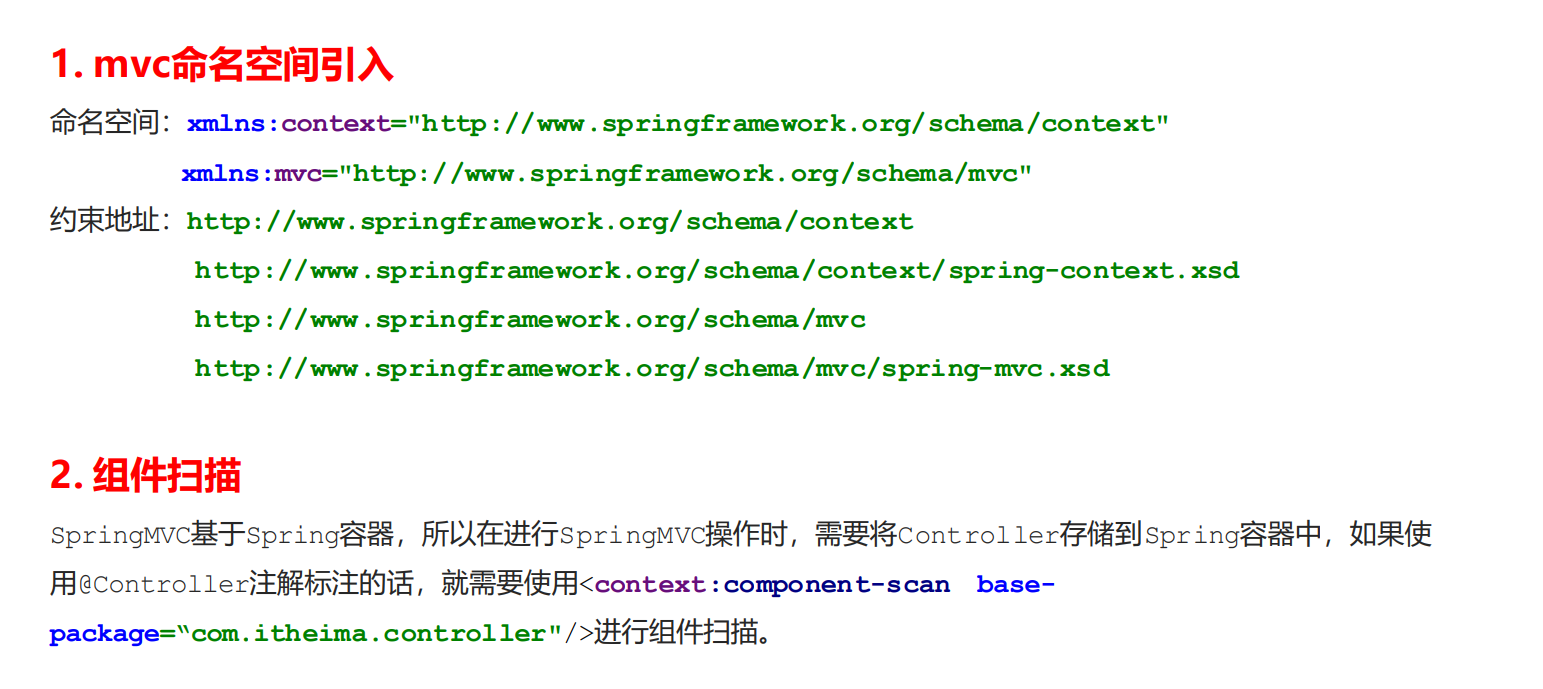 1. mvc命名空间引入
命名空间：xmlns:context="http://www.springframework.org/schema/context"
xmlns:mvc="http://www.springframework.org/schema/mvc"
约束地址：http://www.springframework.org/schema/context
http://www.springframework.org/schema/context/spring-context.xsd
http://www.springframework.org/schema/mvc
http://www.springframework.org/schema/mvc/spring-mvc.xsd
2. 组件扫描
SpringMVC基于Spring容器，所以在进行SpringMVC操作时，需要将Controller存储到Spring容器中，如果使
用@Controller注解标注的话，就需要使用<context:component-scan base-
package=“com.itheima.controller"/>进行组件扫描。